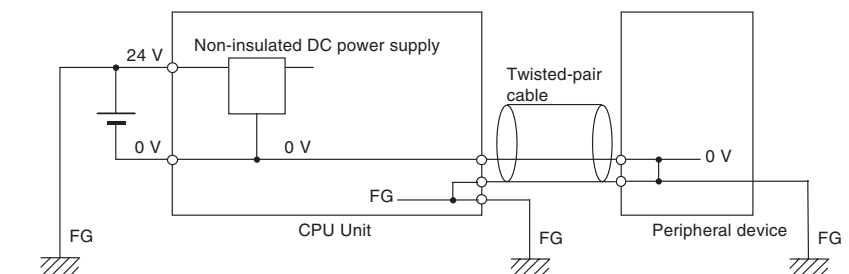 Non-insulated DC power supply
24 V
Twisted-pair
cable
0 V
0 V
0 V
FG
CPU Unit
Peripheral device
FG
FG
FG